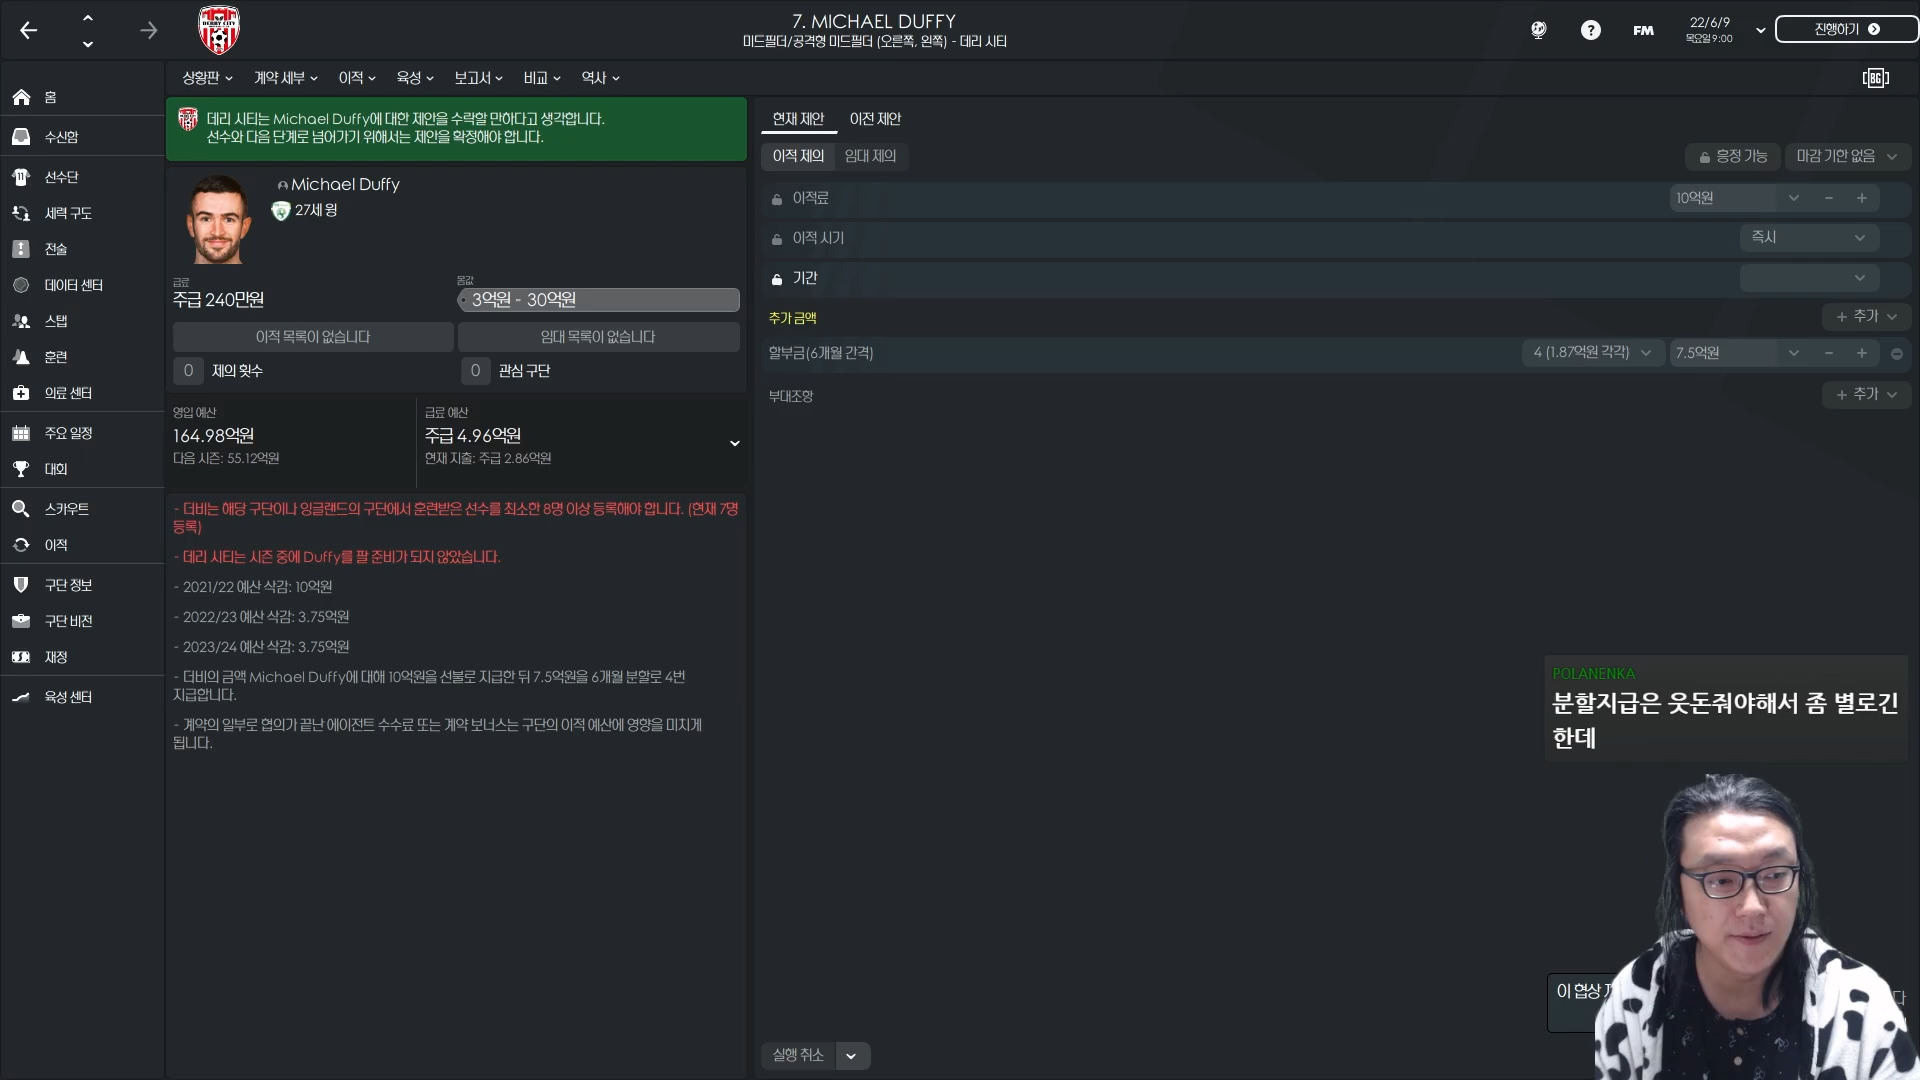 7. MICHAEL DUFFY
미드필더/공격형 미드필더 (오른쪽, 왼쪽) - 데리 시티
FM
22/6/9
목요일 9:00
진행하기
상황판
계약 세부
이적
육성
보고서
비교
역사
홈
수신함
선수단
세력 구도
전술
데이터 센터
스탭
훈련
의료 센터
주요 일정
대회
스카우트
이적
구단 정보
구단 비전
재정
육성 센터
데리 시티는 Michael Duffy에 대한 제안을 수락할 만하다고 생각합니다.
선수와 다음 단계로 넘어가기 위해서는 제안을 확정해야 합니다.
Michael Duffy
27세 윙
급료
주급 240만원
몸값
3억원 - 30억원
이적 목록이 없습니다
임대 목록이 없습니다
0 제의 횟수
0 관심 구단
영입 예산
164.98억원
다음 시즌: 55.12억원
급료 예산
주급 4.96억원
현재 지출: 주급 2.86억원
- 더비는 해당 구단이나 잉글랜드의 구단에서 훈련받은 선수를 최소한 8명 이상 등록해야 합니다. (현재 7명
등록)
- 데리 시티는 시즌 중에 Duffy를 팔 준비가 되지 않았습니다.
- 2021/22 예산 삭감: 10억원
- 2022/23 예산 삭감: 3.75억원
- 2023/24 예산 삭감: 3.75억원
- 더비의 금액 Michael Duffy에 대해 10억원을 선불로 지급한 뒤 7.5억원을 6개월 분할로 4번
지급합니다.
- 계약의 일부로 협의가 끝난 에이전트 수수료 또는 계약 보너스는 구단의 이적 예산에 영향을 미치게
됩니다.
현재 제안
이전 제안
이적 제의
임대 제의
흥정 가능
마감 기한 없음
이적료
10억원
이적 시기
즉시
기간
추가 금액
+ 추가
할부금(6개월 간격)
4 (1.87억원 각각)
7.5억원
부대조항
+ 추가
POLANENKA
분할지급은 웃돈줘야해서 좀 별로긴
한데
이 협상
다
실행 취소